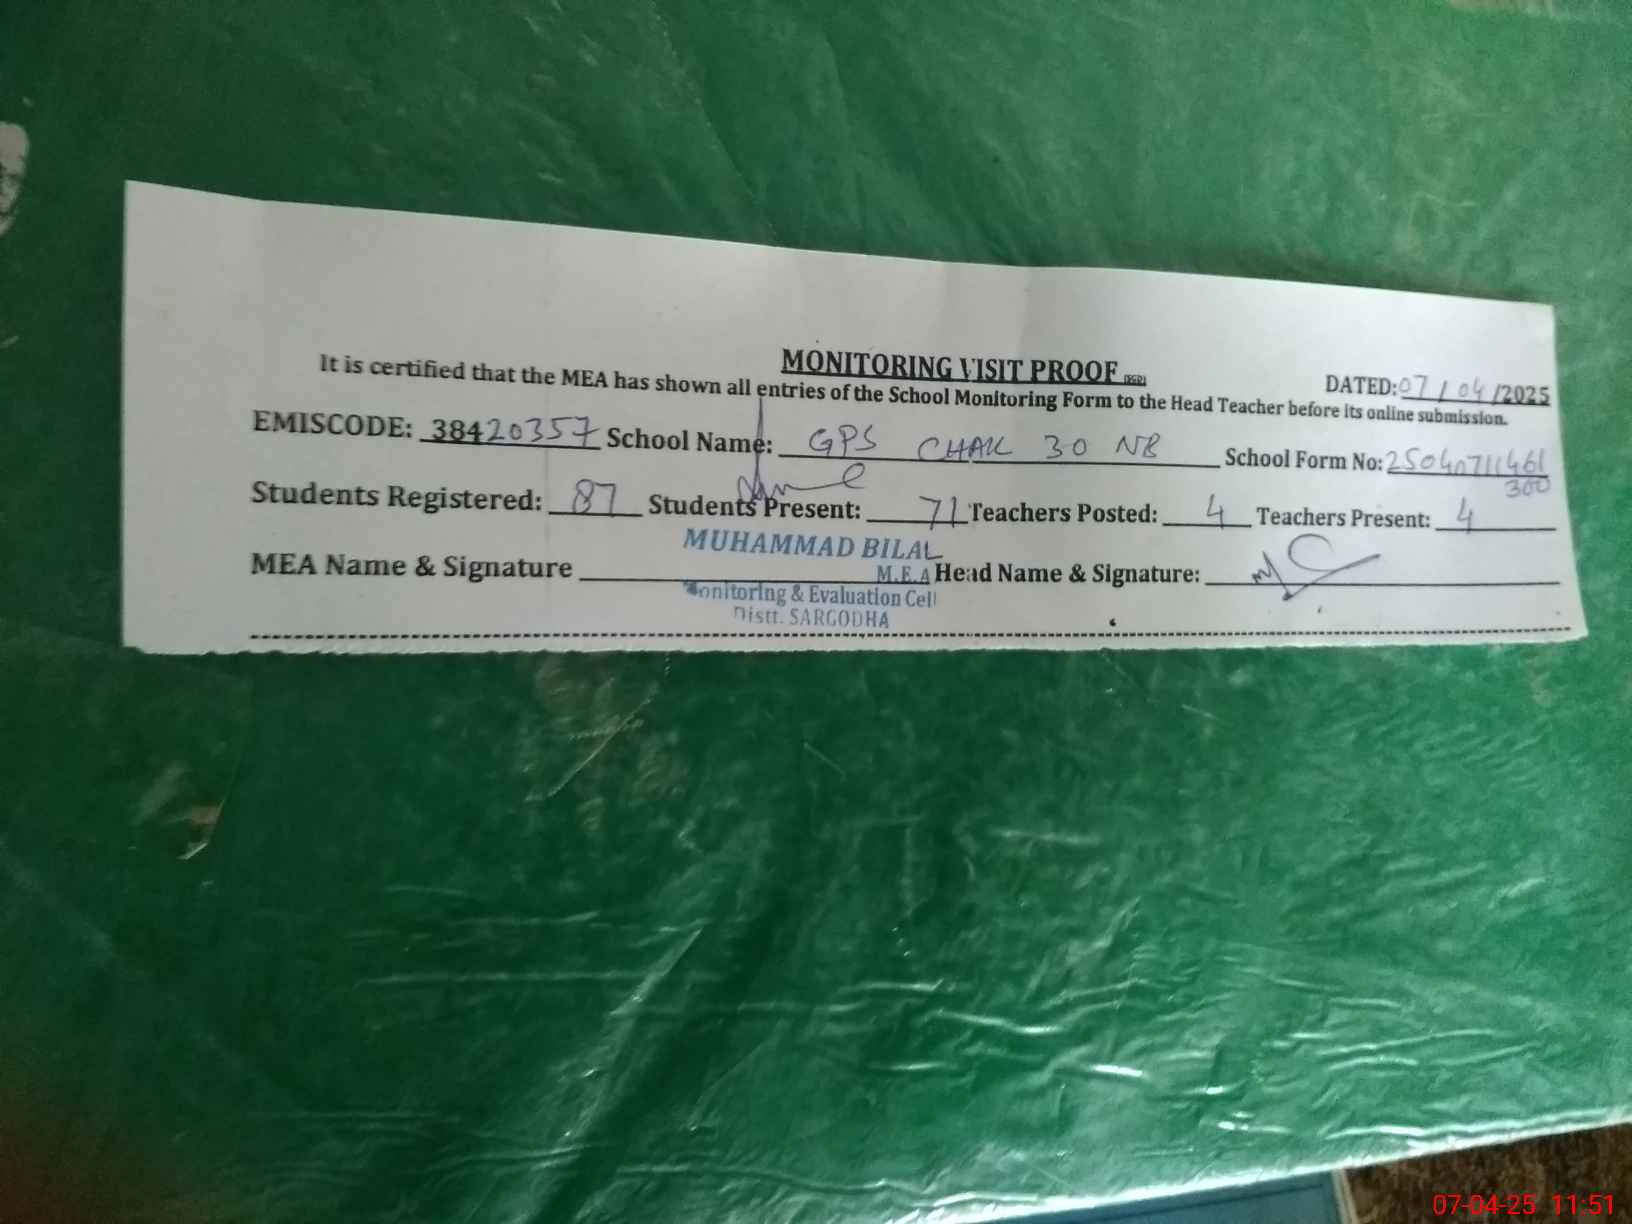 MONITORING VISIT PROOF
It is certified that the MEA has shown all entries of the School Monitoring Form to the Head Teacher before its online submission.
DATED: 07/04/2025
EMISCODE: 38420357 School Name: GPS CHAK 30 NB School Form No: 25040711461
300
Students Registered: 87 Students Present: 71 Teachers Posted: 4 Teachers Present: 4
MUHAMMAD BILAL
MEA Name & Signature M.E.A Head Name & Signature:
Monitoring & Evaluation Cell
Distt. SARGODHA
07-04-25 11:51